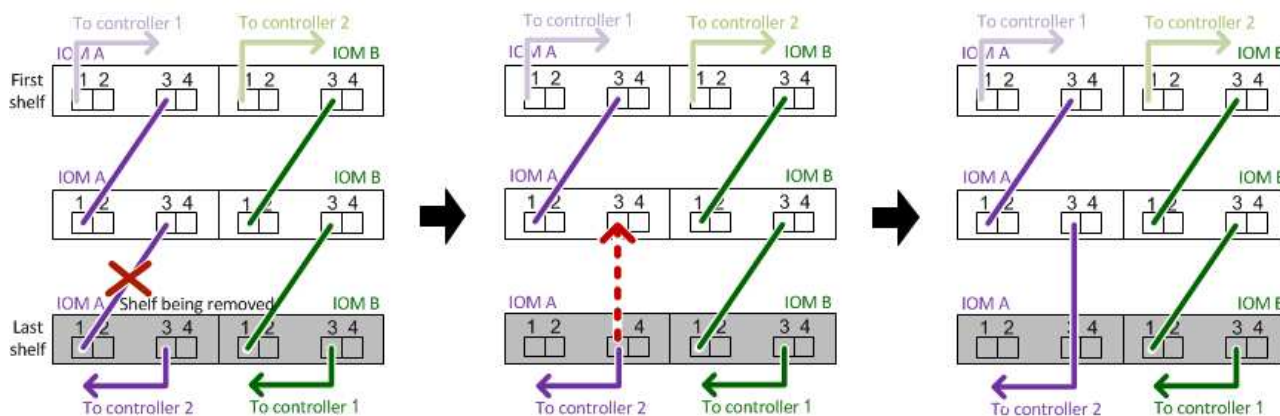 To controller 1 To controller 2 To controller 1 To controller 2 To controller 1 To controller 2
IOM A IOM B IOM A IOM B IOM A IOM B
First shelf 1 2 3 4 1 2 3 4 1 2 3 4 1 2 3 4 1 2 3 4 1 2 3 4
IOM A IOM B IOM A IOM B IOM A IOM B
1 2 3 4 1 2 3 4 1 2 3 4 1 2 3 4 1 2 3 4 1 2 3 4
Shelf being removed
IOM A IOM B IOM A IOM B IOM A IOM B
Last shelf 1 2 3 4 1 2 3 4 1 2 4 1 2 3 4 1 2 3 4 1 2 3 4
To controller 2 To controller 1 To controller 2 To controller 1 To controller 2 To controller 1